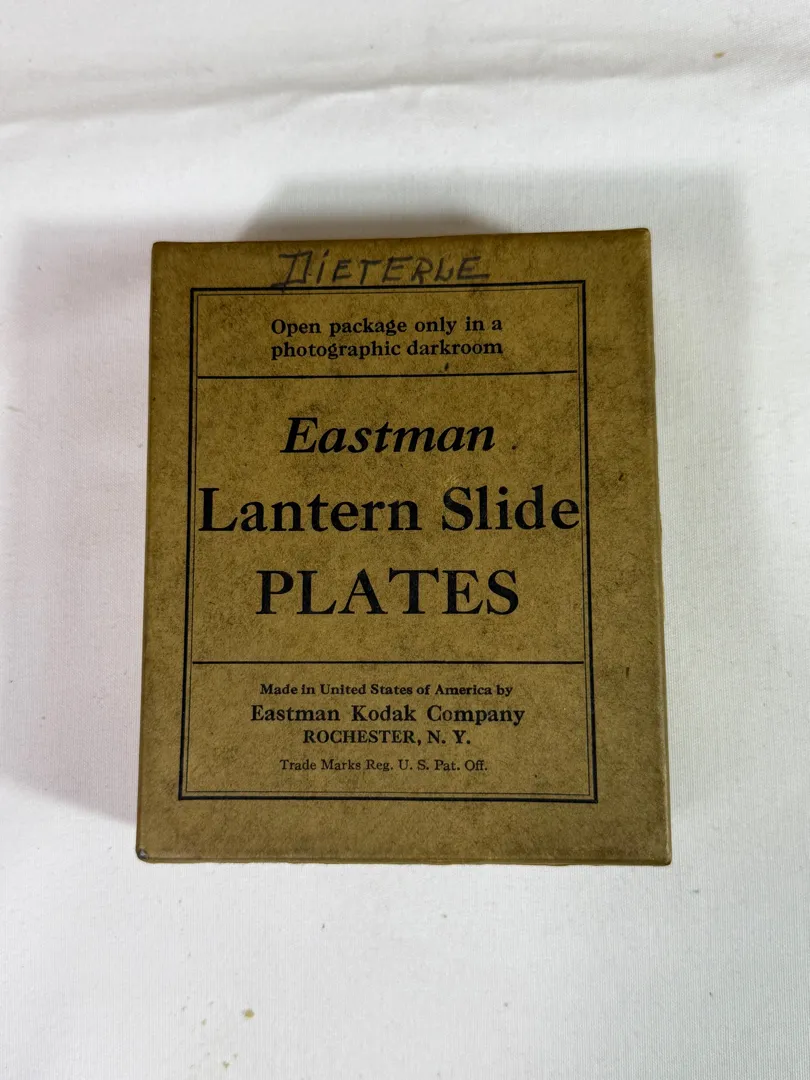 DIETERLE
Open package only in a
photographic darkroom
Eastman
Lantern Slide
PLATES
Made in United States of America by
Eastman Kodak Company
ROCHESTER, N. Y.
Trade Marks Reg. U. S. Pat. Off.